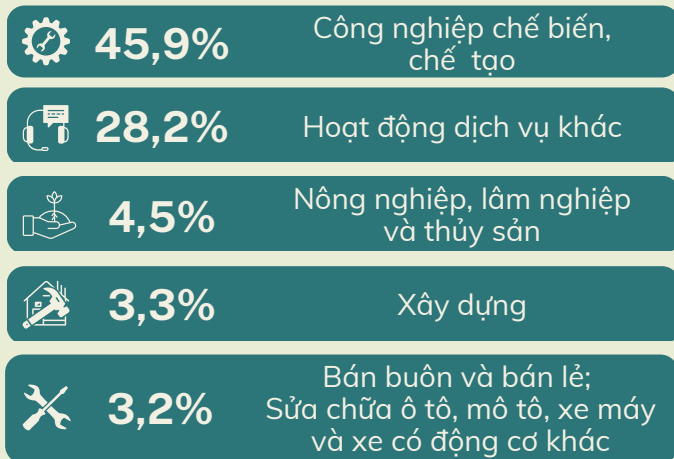 45,9%
Công nghiệp chế biến,
chế tạo
28,2%
Hoạt động dịch vụ khác
4,5%
Nông nghiệp, lâm nghiệp
và thủy sản
3,3%
Xây dựng
3,2%
Bán buôn và bán lẻ;
Sửa chữa ô tô, mô tô, xe máy
và xe có động cơ khác